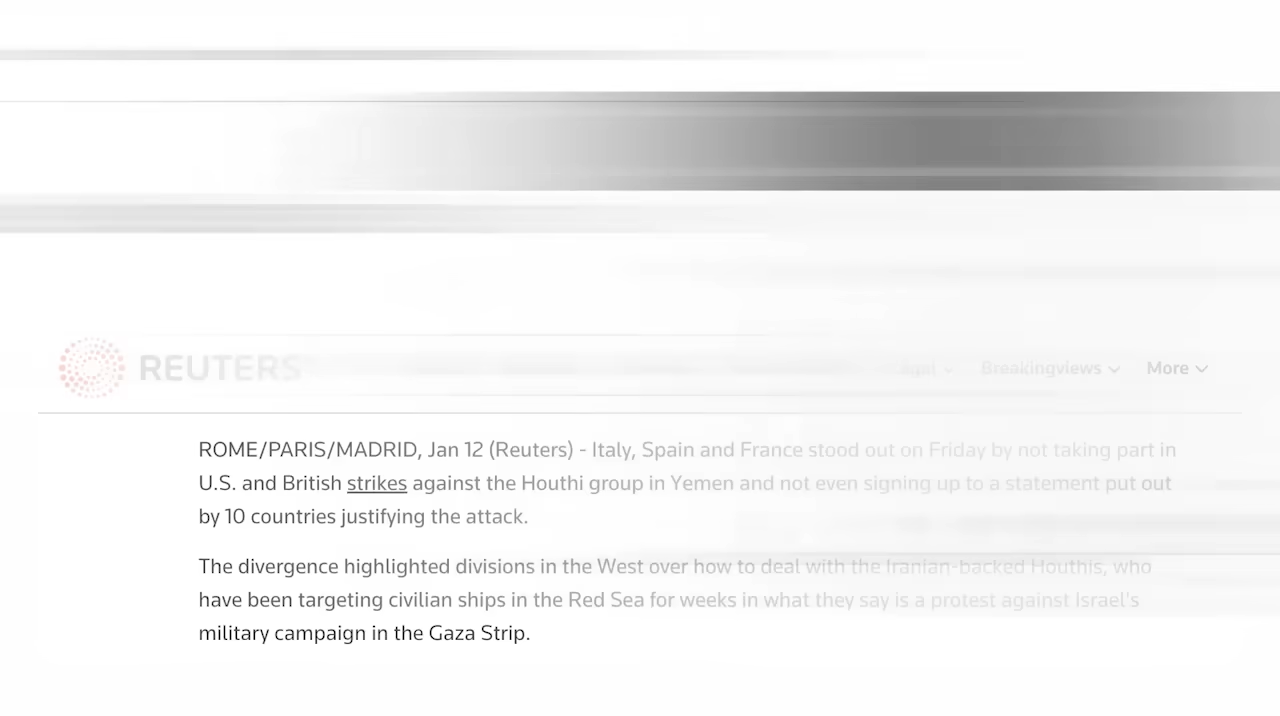 REUTERS
Breakingviews
More
ROME/PARIS/MADRID, Jan 12 (Reuters) - Italy, Spain and France stood out on Friday by not taking part in
U.S. and British strikes against the Houthi group in Yemen and not even signing up to a statement put out
by 10 countries justifying the attack.
The divergence highlighted divisions in the West over how to deal with the Iranian-backed Houthis, who
have been targeting civilian ships in the Red Sea for weeks in what they say is a protest against Israel's
military campaign in the Gaza Strip.